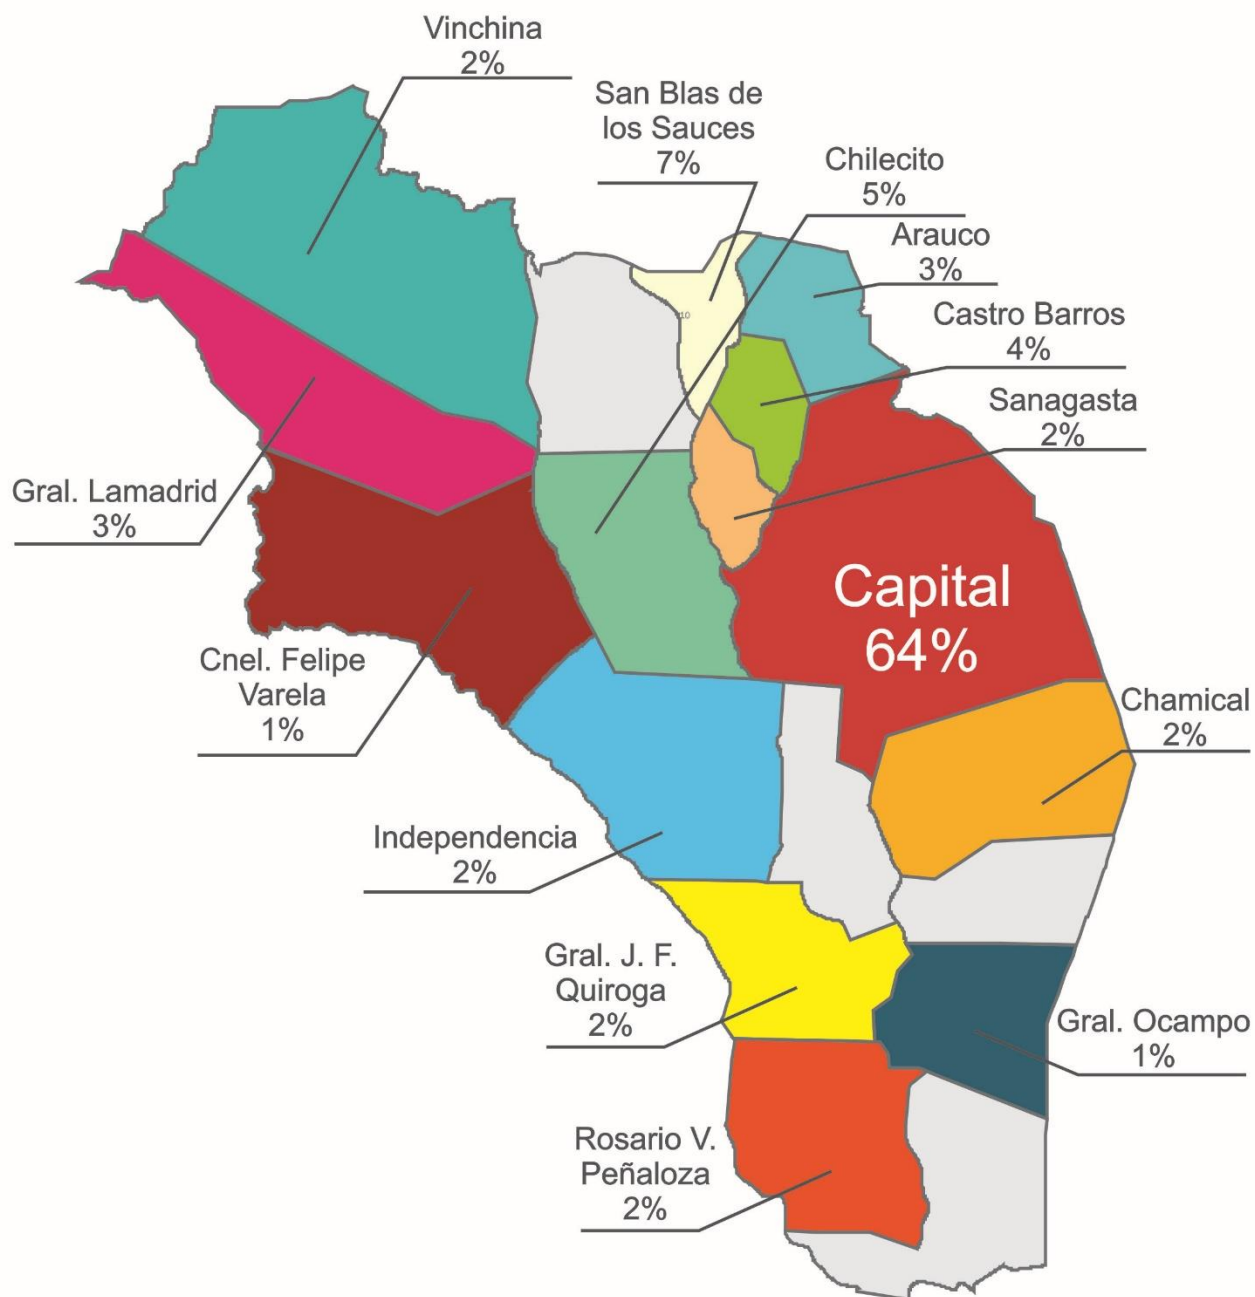 Vinchina
2%
San Blas de
los Sauces
7%
Chilecito
5%
Arauco
3%
Castro Barros
4%
Sanagasta
2%
Gral. Lamadrid
3%
Capital
64%
Cnel. Felipe
Varela
1%
Chamical
2%
Independencia
2%
Gral. J. F.
Quiroga
2%
Gral. Ocampo
1%
Rosario V.
Peñaloza
2%